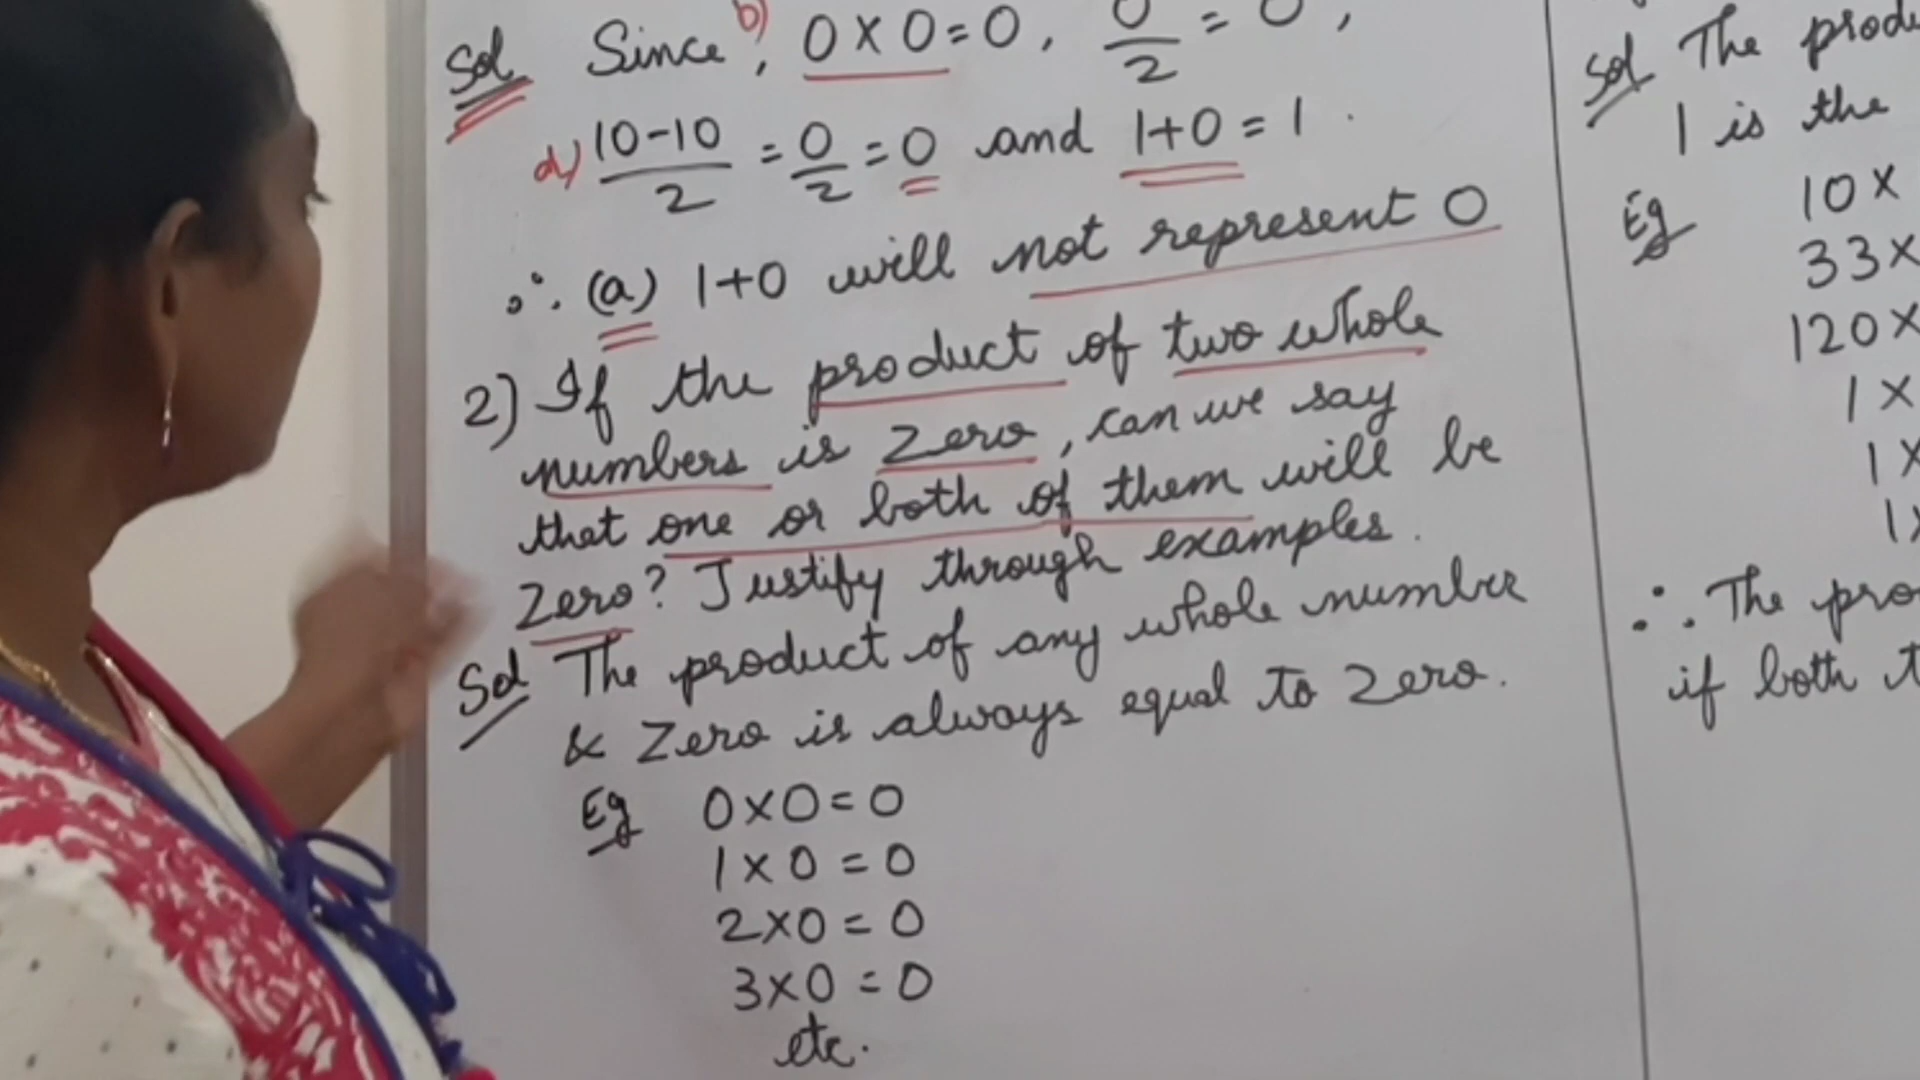 b)
Sol Since, 0 × 0 = 0, 0/2 = 0,
d) 10-10/2 = 0/2 = 0 and 1+0 = 1.
∴ (a) 1+0 will not represent 0
2) If the product of two whole
numbers is Zero, can we say
that one or both of them will be
Zero? Justify through examples.
Sol The product of any whole number
& Zero is always equal to Zero.
Eg 0×0=0
1×0=0
2×0=0
3×0=0
etc.
Sol The
1 is the
Eg 10×
33×
120×
1×
1×
1×
∴ The
if both